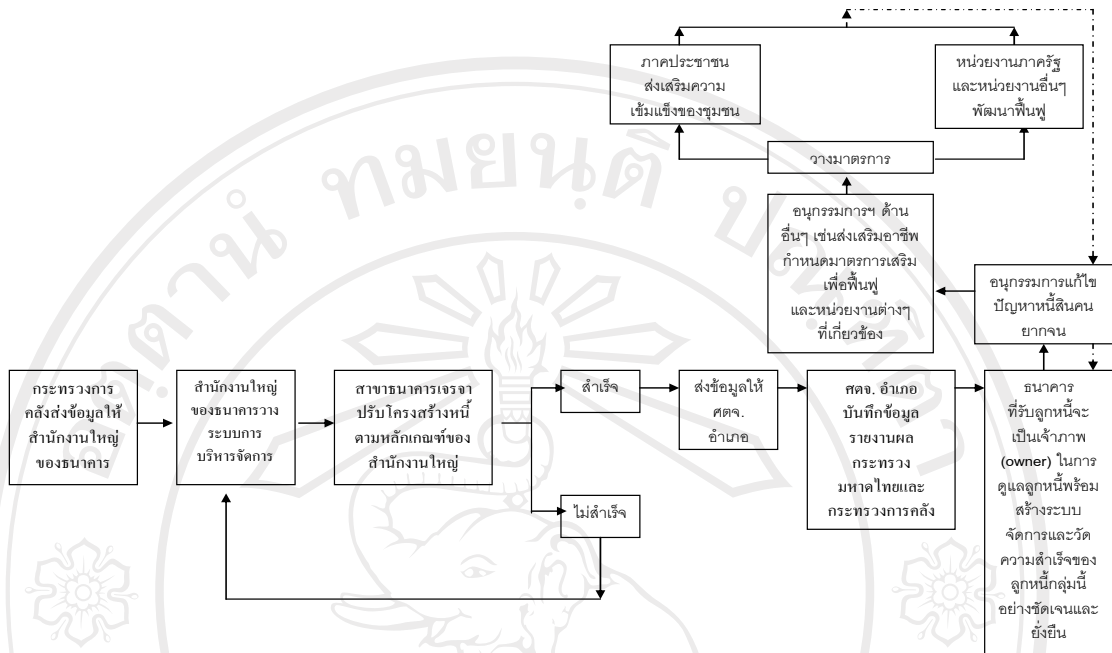 ภาคประชาชน
ส่งเสริมความ
เข้มแข็งของชุมชน
หน่วยงานภาครัฐ
และหน่วยงานอื่นๆ
พัฒนาฟื้นฟู
วางมาตรการ
อนุกรรมการฯ ด้าน
อื่นๆ เช่นส่งเสริมอาชีพ
กำหนดมาตรการเสริม
เพื่อฟื้นฟู
และหน่วยงานต่างๆ
ที่เกี่ยวข้อง
อนุกรรมการแก้ไข
ปัญหาหนี้สินคน
ยากจน
กระทรวงการ
คลังส่งข้อมูลให้
สำนักงานใหญ่
ของธนาคาร
สำนักงานใหญ่
ของธนาคารวาง
ระบบการ
บริหารจัดการ
สาขาธนาคารเจรจา
ปรับโครงสร้างหนี้
ตามหลักเกณฑ์ของ
สำนักงานใหญ่
สำเร็จ
ไม่สำเร็จ
ส่งข้อมูลให้
ศตจ.
อำเภอ
ศตจ. อำเภอ
บันทึกข้อมูล
รายงานผล
กระทรวง
มหาดไทยและ
กระทรวงการคลัง
ธนาคาร
ที่รับลูกหนี้จะ
เป็นเจ้าภาพ
(owner) ในการ
ดูแลลูกหนี้พร้อม
สร้างระบบ
จัดการและวัด
ความสำเร็จของ
ลูกหนี้กลุ่มนี้
อย่างชัดเจนและ
ยั่งยืน